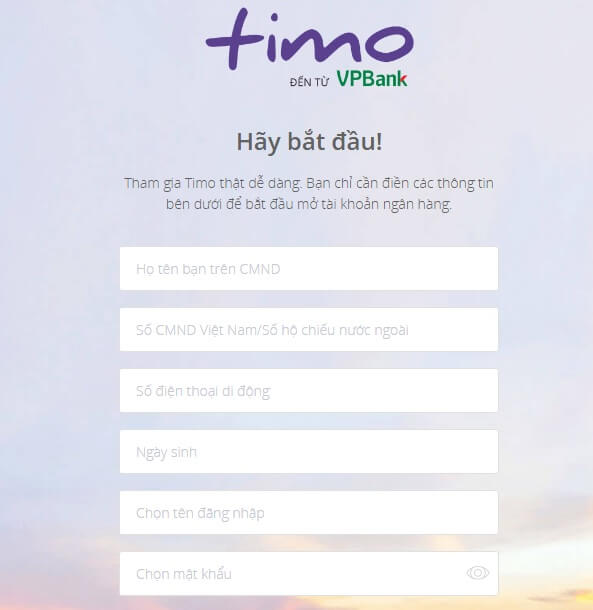 timo
ĐẾN TỪ VPBank
Hãy bắt đầu!
Tham gia Timo thật dễ dàng. Bạn chỉ cần điền các thông tin
bên dưới để bắt đầu mở tài khoản ngân hàng.
Họ tên bạn trên CMND
Số CMND Việt Nam/Số hộ chiếu nước ngoài
Số điện thoại di động
Ngày sinh
Chọn tên đăng nhập
Chọn mật khẩu